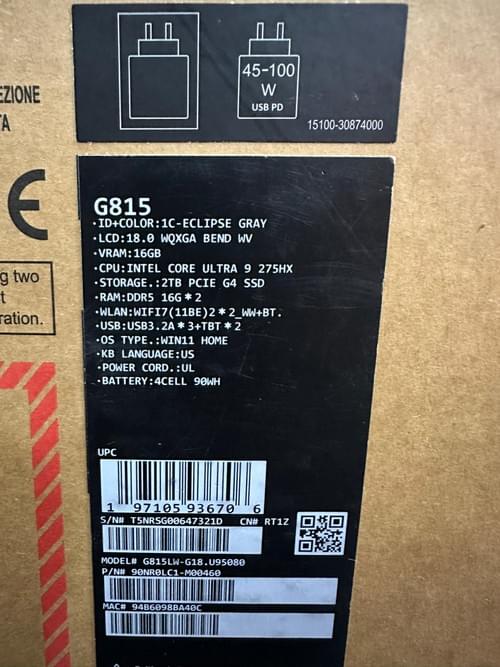 45-100
W
USB PD
15100-30874000
EZIONE
TA
CE
g two
t
ration.
G815
·ID+COLOR:1C-ECLIPSE GRAY
·LCD:18.0 WQXGA BEND WV
·VRAM:16GB
·CPU:INTEL CORE ULTRA 9 275HX
·STORAGE.:2TB PCIE G4 SSD
·RAM:DDR5 16G*2
·WLAN:WIFI7(11BE)2*2_WW+BT.
·USB:USB3.2A*3+TBT*2
·OS TYPE.:WIN11 HOME
·KB LANGUAGE:US
·POWER CORD.:UL
·BATTERY:4CELL 90WH
UPC
1 97105 93670 6
S/N# T5NRSG00647321D CN# RT1Z
MODEL# G815LW-G18.U95080
P/N# 90NR0LC1-M00460
MAC# 94B6098BA40C